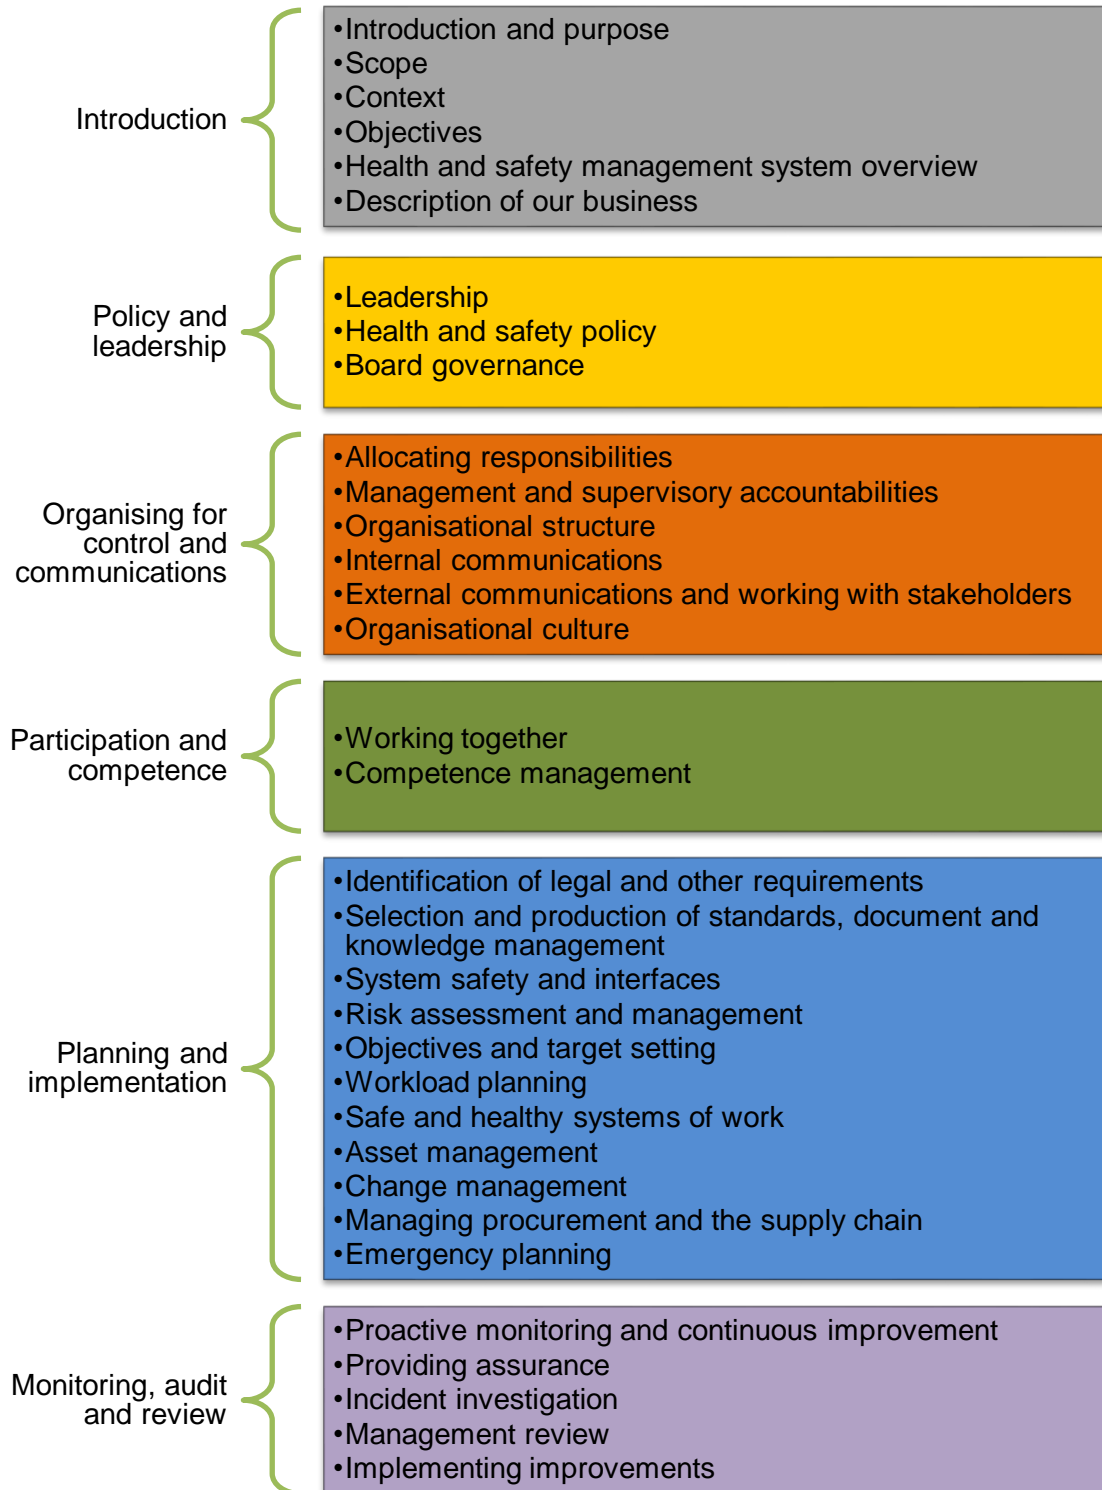 Introduction
•Introduction and purpose
•Scope
•Context
•Objectives
•Health and safety management system overview
•Description of our business
Policy and
leadership
•Leadership
•Health and safety policy
•Board governance
Organising for
control and
communications
•Allocating responsibilities
•Management and supervisory accountabilities
•Organisational structure
•Internal communications
•External communications and working with stakeholders
•Organisational culture
Participation and
competence
•Working together
•Competence management
Planning and
implementation
•Identification of legal and other requirements
•Selection and production of standards, document and
knowledge management
•System safety and interfaces
•Risk assessment and management
•Objectives and target setting
•Workload planning
•Safe and healthy systems of work
•Asset management
•Change management
•Managing procurement and the supply chain
•Emergency planning
Monitoring, audit
and review
•Proactive monitoring and continuous improvement
•Providing assurance
•Incident investigation
•Management review
•Implementing improvements